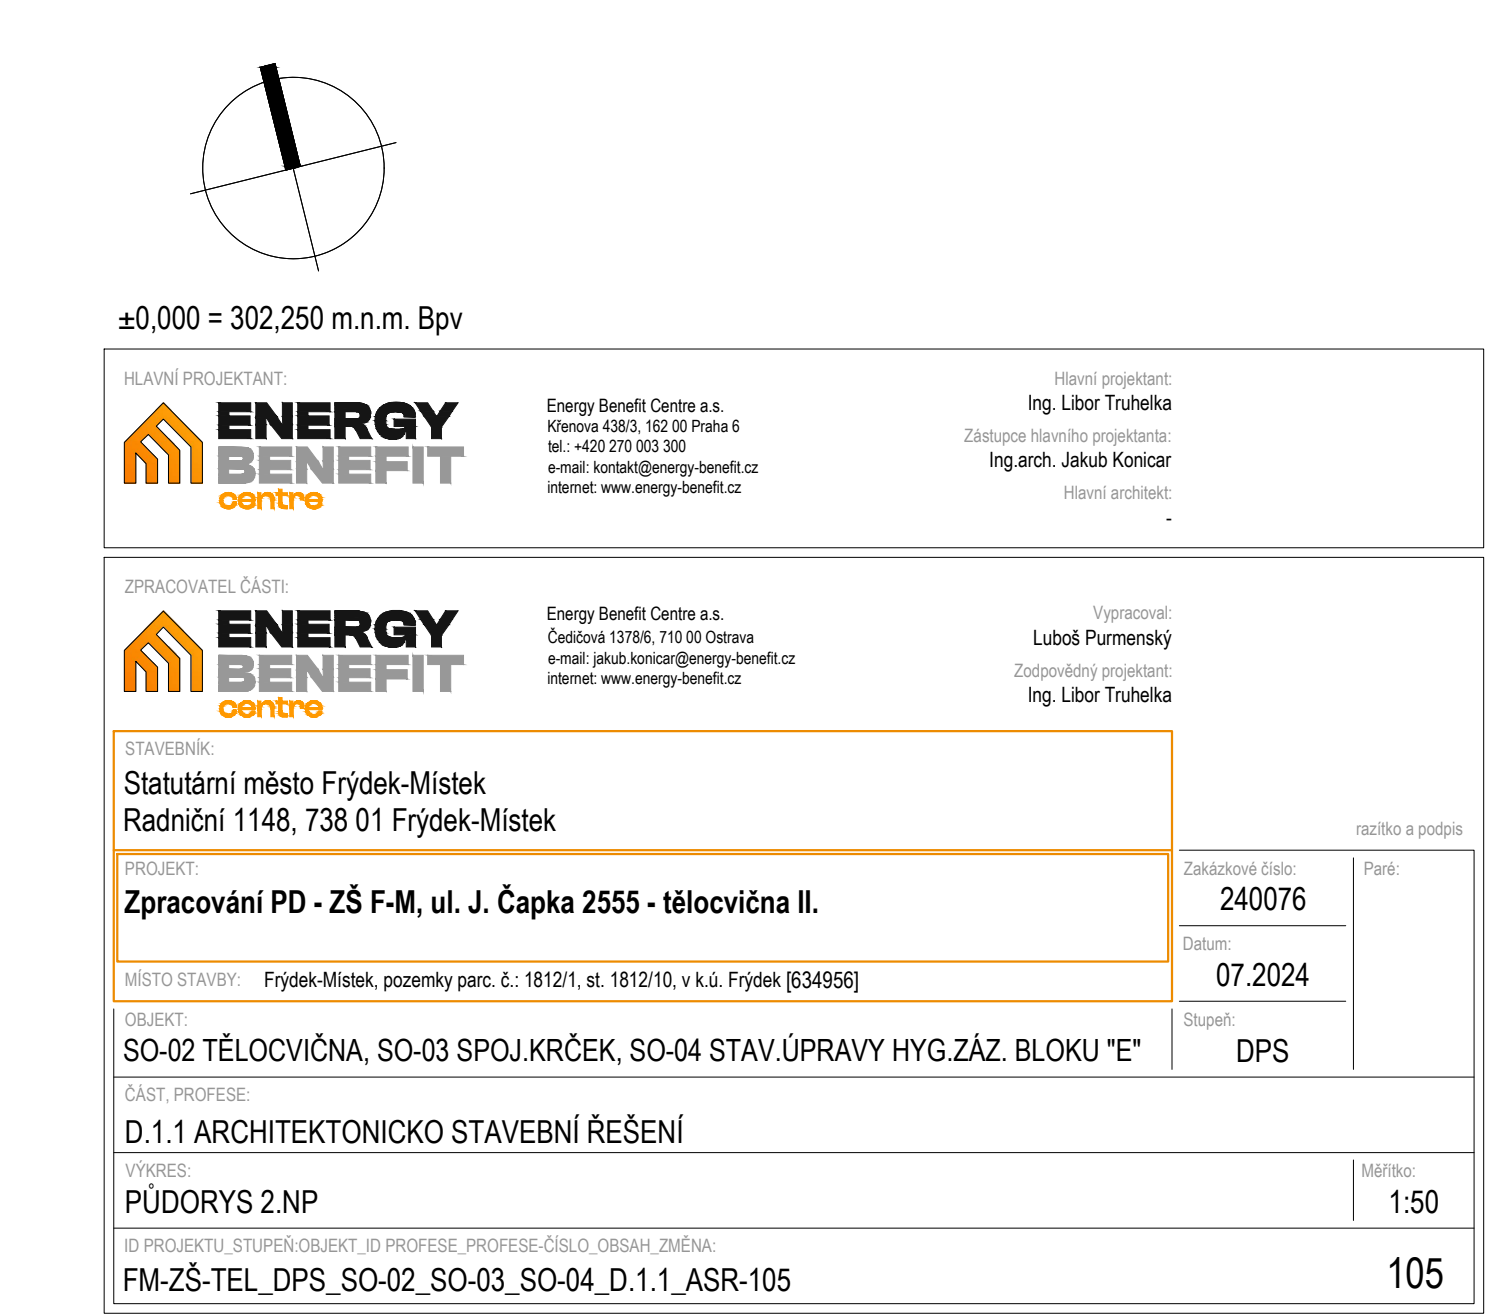 ±0,000 = 302,250 m.n.m. Bpv
HLAVNÍ PROJEKTANT:
ENERGY
BENEFIT
centre
Energy Benefit Centre a.s.
Křenova 438/3, 162 00 Praha 6
tel.: +420 270 003 300
e-mail: kontakt@energy-benefit.cz
internet: www.energy-benefit.cz
Hlavní projektant:
Ing. Libor Truhelka
Zástupce hlavního projektanta:
Ing.arch. Jakub Konicar
Hlavní architekt:
-
ZPRACOVATEL ČÁSTI:
ENERGY
BENEFIT
centre
Energy Benefit Centre a.s.
Čedičová 1378/6, 710 00 Ostrava
e-mail: jakub.konicar@energy-benefit.cz
internet: www.energy-benefit.cz
Vypracoval:
Luboš Purmenský
Zodpovědný projektant:
Ing. Libor Truhelka
STAVEBNÍK:
Statutární město Frýdek-Místek
Radniční 1148, 738 01 Frýdek-Místek
razítko a podpis
PROJEKT:
Zpracování PD - ZŠ F-M, ul. J. Čapka 2555 - tělocvična II.
Zakázkové číslo:
240076
Paré:
Datum:
07.2024
MÍSTO STAVBY: Frýdek-Místek, pozemky parc. č.: 1812/1, st. 1812/10, v k.ú. Frýdek [634956]
OBJEKT:
SO-02 TĚLOCVIČNA, SO-03 SPOJ.KRČEK, SO-04 STAV.ÚPRAVY HYG.ZÁZ. BLOKU "E"
Stupeň:
DPS
ČÁST, PROFESE:
D.1.1 ARCHITEKTONICKO STAVEBNÍ ŘEŠENÍ
VÝKRES:
PŮDORYS 2.NP
Měřítko:
1:50
ID PROJEKTU_STUPEŇ:OBJEKT_ID PROFESE_PROFESE-ČÍSLO_OBSAH_ZMĚNA:
FM-ZŠ-TEL_DPS_SO-02_SO-03_SO-04_D.1.1_ASR-105
105